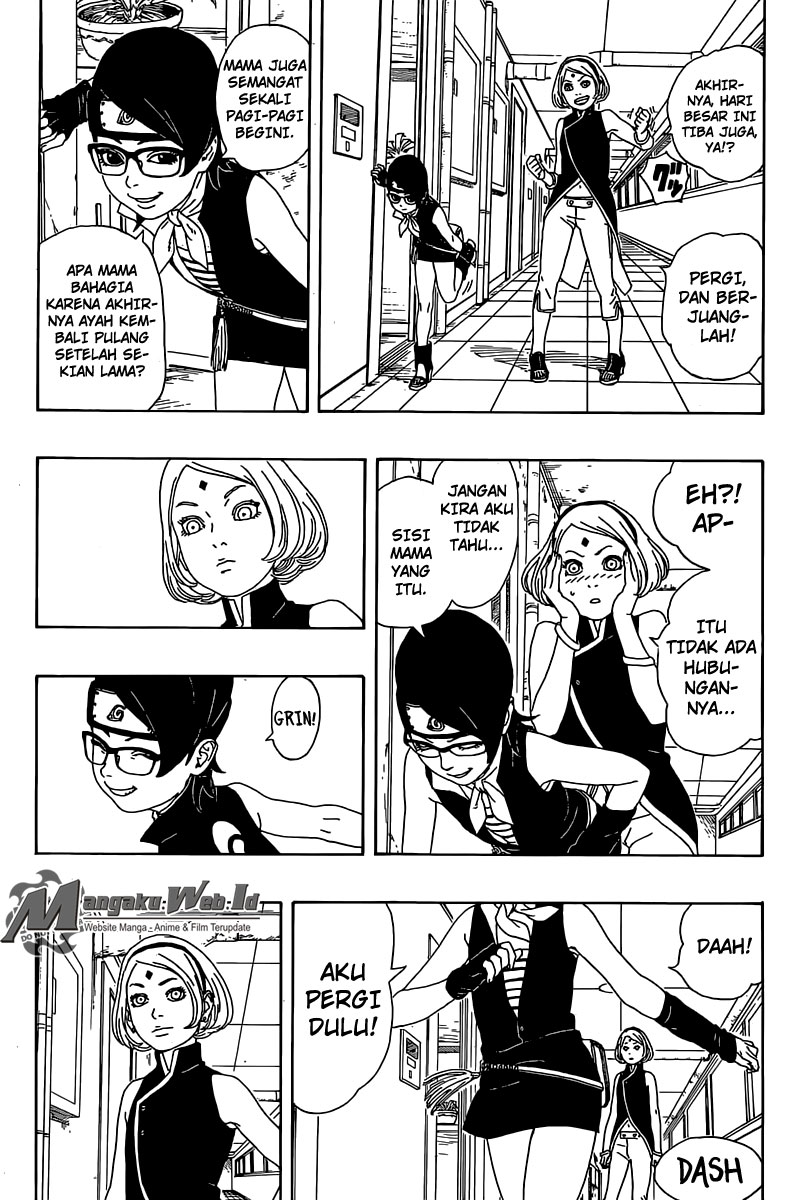 AKHIR-
NYA, HARI
BESAR INI
TIBA JUGA,
YA!?
グッ
PERGI,
DAN BER-
JUANG-
LAH!
MAMA JUGA
SEMANGAT
SEKALI
PAGI-PAGI
BEGINI.
APA MAMA
BAHAGIA
KARENA AKHIR-
NYA AYAH KEM-
BALI PULANG
SETELAH SE-
KIAN LAMA?
EH?!
AP-
ITU
TIDAK ADA
HUBU-
NGAN-
NYA...
JANGAN
KIRA AKU
TIDAK
TAHU...
SISI
MAMA
YANG
ITU.
GRIN!
DAAH!
AKU
PERGI
DULU!
DASH
Mangaku.Web.Id
Website Manga - Anime & Film Terupdate